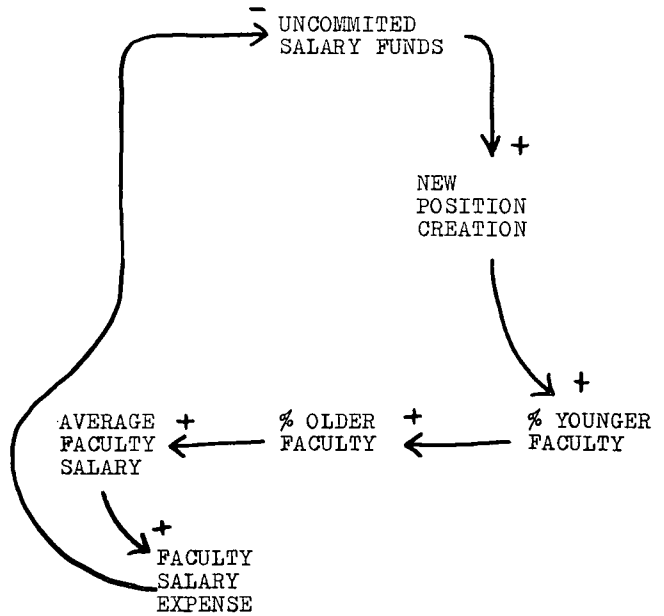 − UNCOMMITED
SALARY FUNDS
+
NEW
POSITION
CREATION
+
% YOUNGER
FACULTY
+
% OLDER
FACULTY
+
AVERAGE
FACULTY
SALARY
+
FACULTY
SALARY
EXPENSE